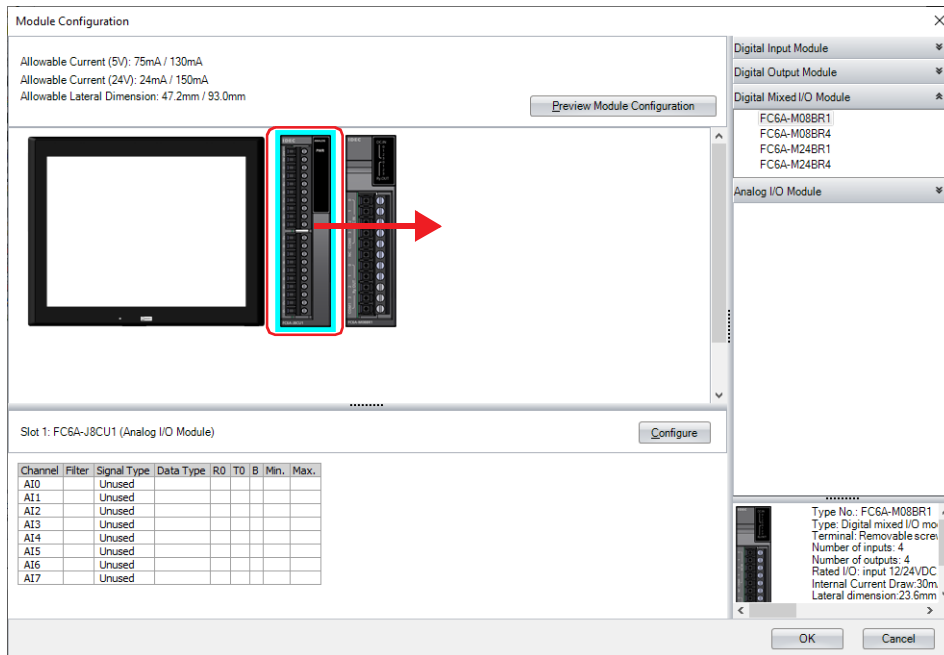 Module Configuration
Allowable Current (5V): 75mA / 130mA
Allowable Current (24V): 24mA / 150mA
Allowable Lateral Dimension: 47.2mm / 93.0mm
Preview Module Configuration
Digital Input Module
Digital Output Module
Digital Mixed I/O Module
FC6A-M08BR1
FC6A-M08BR4
FC6A-M24BR1
FC6A-M24BR4
Analog I/O Module
Slot 1: FC6A-J8CU1 (Analog I/O Module)
Configure
Channel Filter Signal Type Data Type R0 T0 B Min. Max.
AI0 Unused
AI1 Unused
AI2 Unused
AI3 Unused
AI4 Unused
AI5 Unused
AI6 Unused
AI7 Unused
Type No.: FC6A-M08BR1
Type: Digital mixed I/O mo
Terminal: Removable screw
Number of inputs: 4
Number of outputs: 4
Rated I/O: input 12/24VDC
Internal Current Draw:30m
Lateral dimension:23.6mm
OK
Cancel